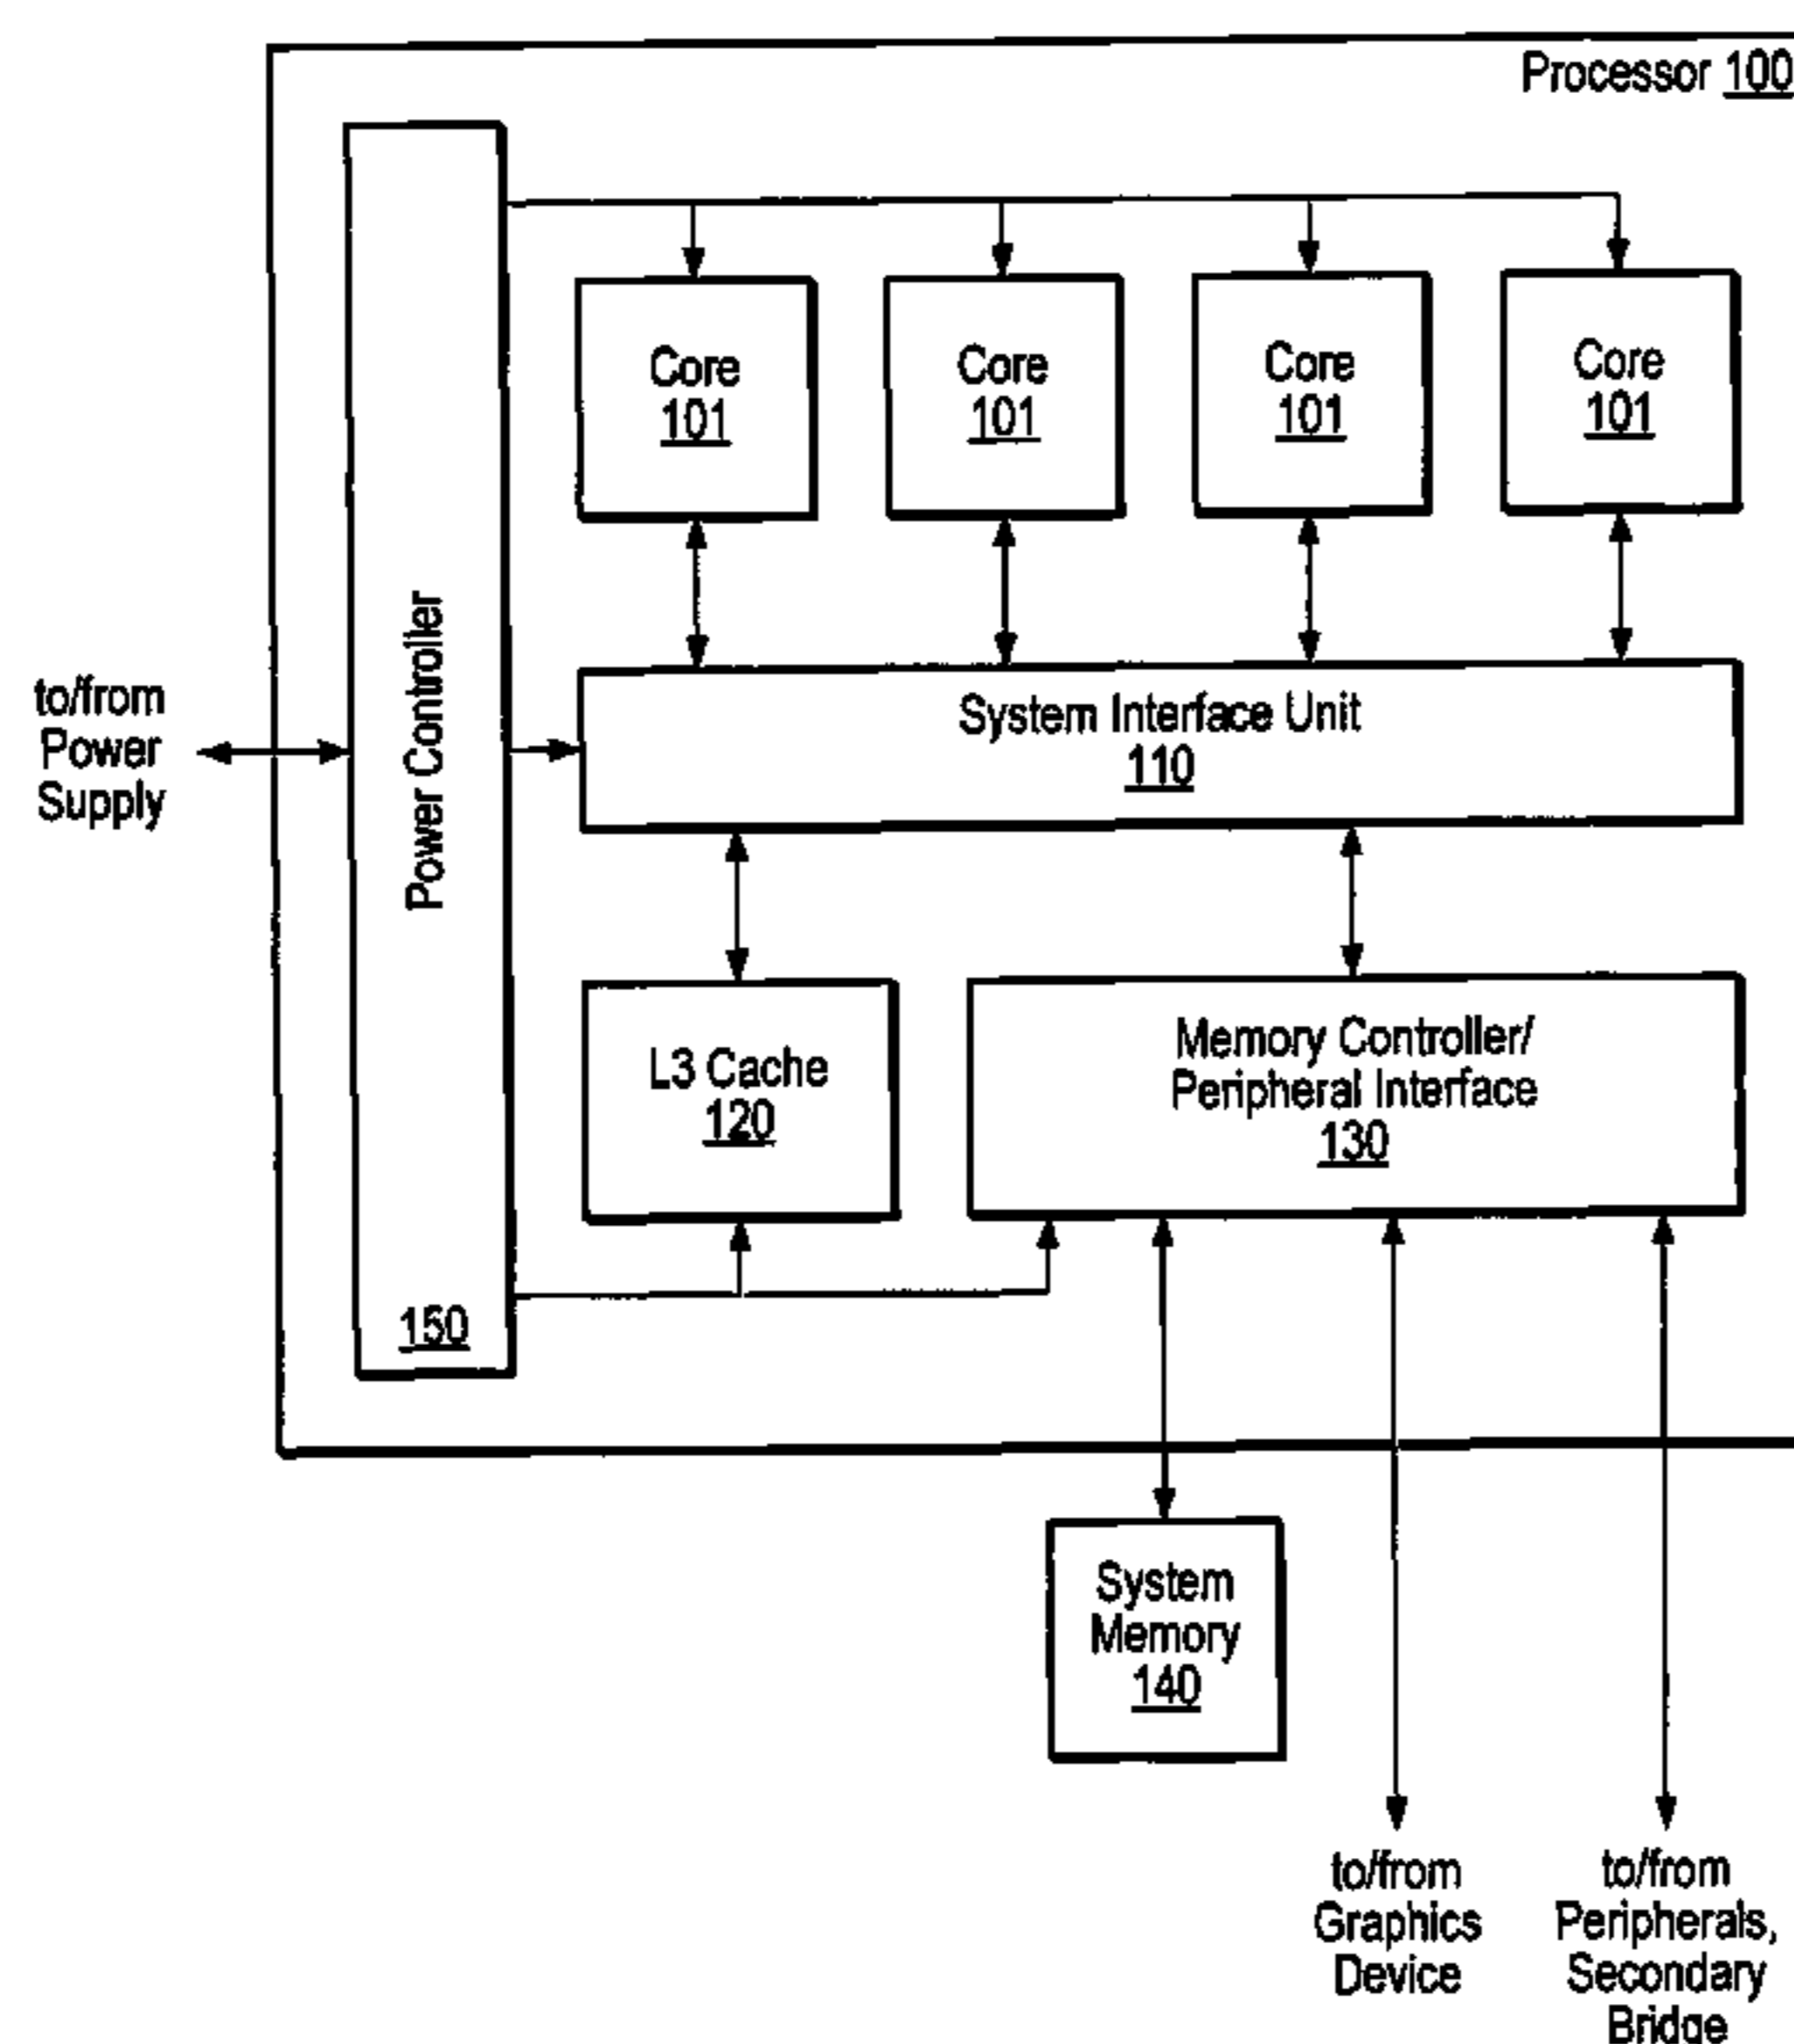 Processor 100
Core
101
Core
101
Core
101
Core
101
Power Controller
150
to/from
Power
Supply
System Interface Unit
110
L3 Cache
120
Memory Controller/
Peripheral Interface
130
System
Memory
140
to/from
Graphics
Device
to/from
Peripherals,
Secondary
Bridge